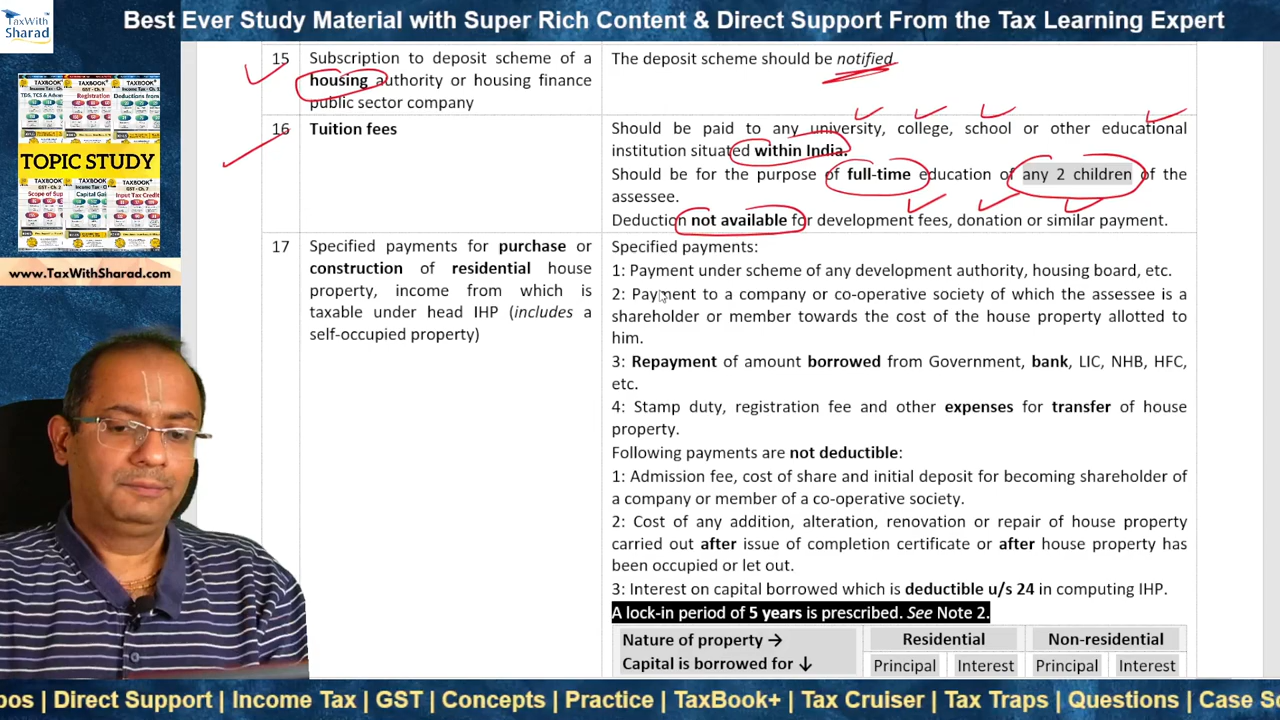 TaxWith
Sharad
Best Ever Study Material with Super Rich Content & Direct Support From the Tax Learning Expert
TOPIC STUDY
www.TaxWithSharad.com
15 Subscription to deposit scheme of a
housing authority or housing finance
public sector company
The deposit scheme should be notified.
16 Tuition fees
Should be paid to any university, college, school or other educational
institution situated within India.
Should be for the purpose of full-time education of any 2 children of the
assessee.
Deduction not available for development fees, donation or similar payment.
17 Specified payments for purchase or
construction of residential house
property, income from which is
taxable under head IHP (includes a
self-occupied property)
Specified payments:
1: Payment under scheme of any development authority, housing board, etc.
2: Payment to a company or co-operative society of which the assessee is a
shareholder or member towards the cost of the house property allotted to
him.
3: Repayment of amount borrowed from Government, bank, LIC, NHB, HFC,
etc.
4: Stamp duty, registration fee and other expenses for transfer of house
property.
Following payments are not deductible:
1: Admission fee, cost of share and initial deposit for becoming shareholder of
a company or member of a co-operative society.
2: Cost of any addition, alteration, renovation or repair of house property
carried out after issue of completion certificate or after house property has
been occupied or let out.
3: Interest on capital borrowed which is deductible u/s 24 in computing IHP.
A lock-in period of 5 years is prescribed. See Note 2.
Nature of property → Residential Non-residential
Capital is borrowed for ↓ Principal Interest Principal Interest
pos | Direct Support | Income Tax | GST | Concepts | Practice | TaxBook+ | Tax Cruiser | Tax Traps | Questions | Case S